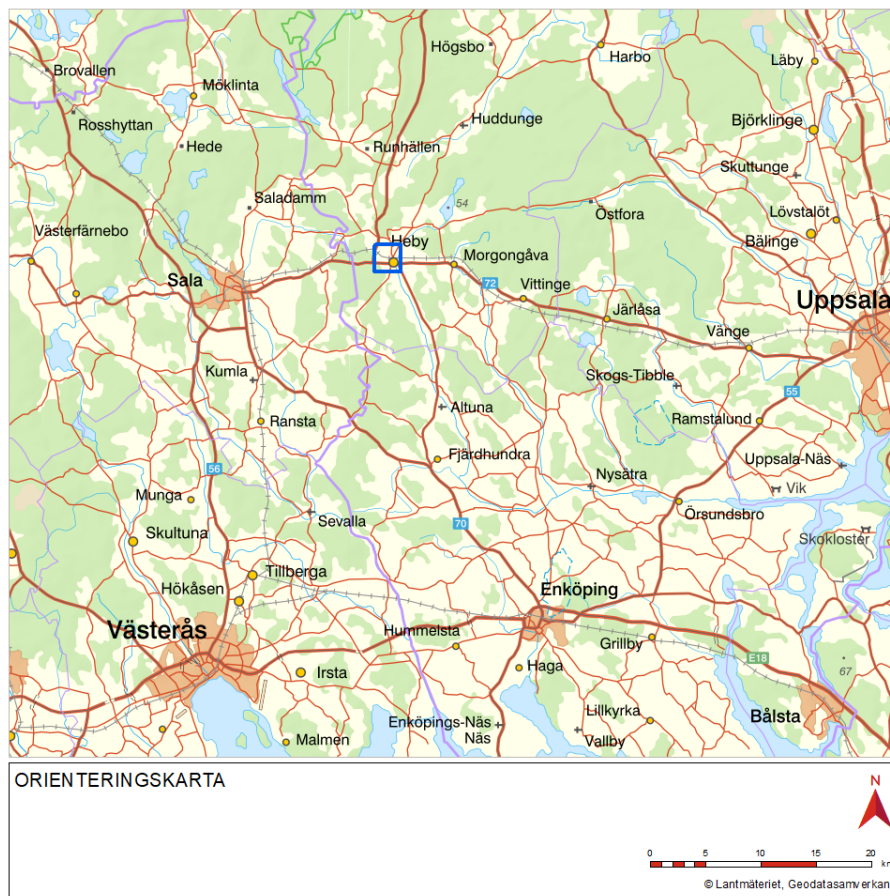 Högsbo
Harbo
Läby
Brovallen
Möklinta
Rosshyttan
Huddunge
Björklinge
Hede
Runhällen
Skuttunge
Saladamm
54
Östfora
Lövstalöt
Västerfärnebo
Heby
Bälinge
Morgongåva
Sala
72
Vittinge
Uppsala
Järlåsa
Vänge
Kumla
Skogs-Tibble
55
Altuna
Ramstalund
Ransta
Fjärdhundra
Uppsala-Näs
56
Nysåtra
Vik
Munga
Sevalla
70
Örsundsbro
Skultuna
Skokloster
Tillberga
Hökåsen
Enköping
Västerås
Hummelsta
Grillby
E18
Haga
67
Irsta
Lillkyrka
Bålsta
Enköpings-Näs
Näs
Malmen
Vallby
ORIENTERINGSKARTA
N
0 5 10 15 20
km
© Lantmäteriet, Geodatasamverkan